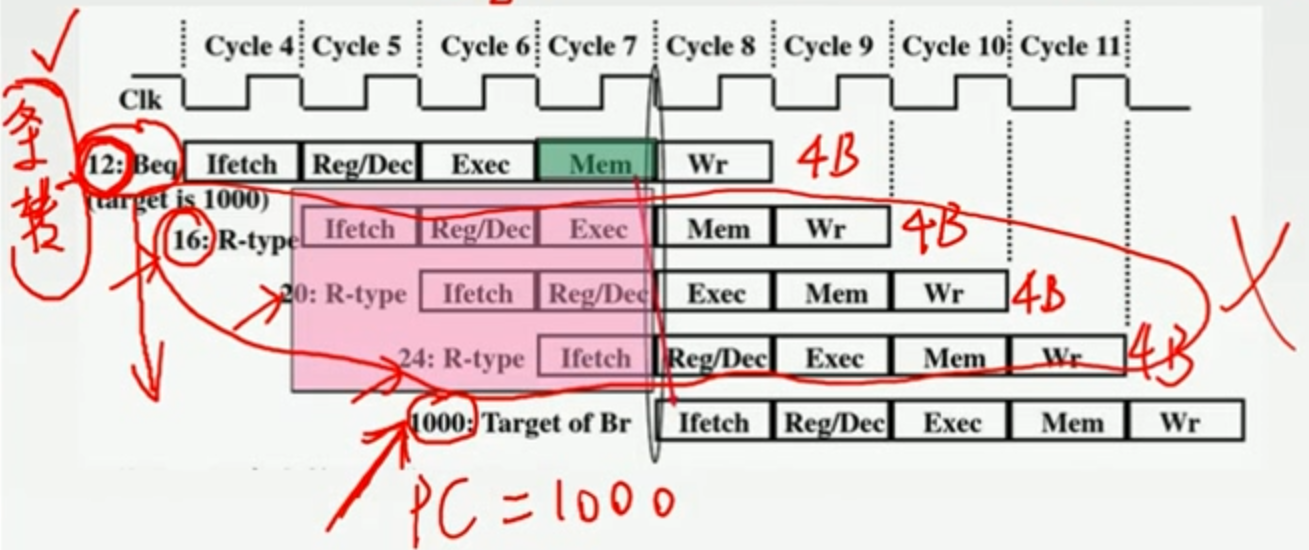 Cycle 4 Cycle 5 Cycle 6 Cycle 7 Cycle 8 Cycle 9 Cycle 10 Cycle 11
Clk
条转
12: Beq Ifetch Reg/Dec Exec Mem Wr 4B
(target is 1000)
16: R-type Ifetch Reg/Dec Exec Mem Wr 4B
20: R-type Ifetch Reg/Dec Exec Mem Wr 4B
24: R-type Ifetch Reg/Dec Exec Mem Wr 4B
1000: Target of Br Ifetch Reg/Dec Exec Mem Wr
PC = 1000